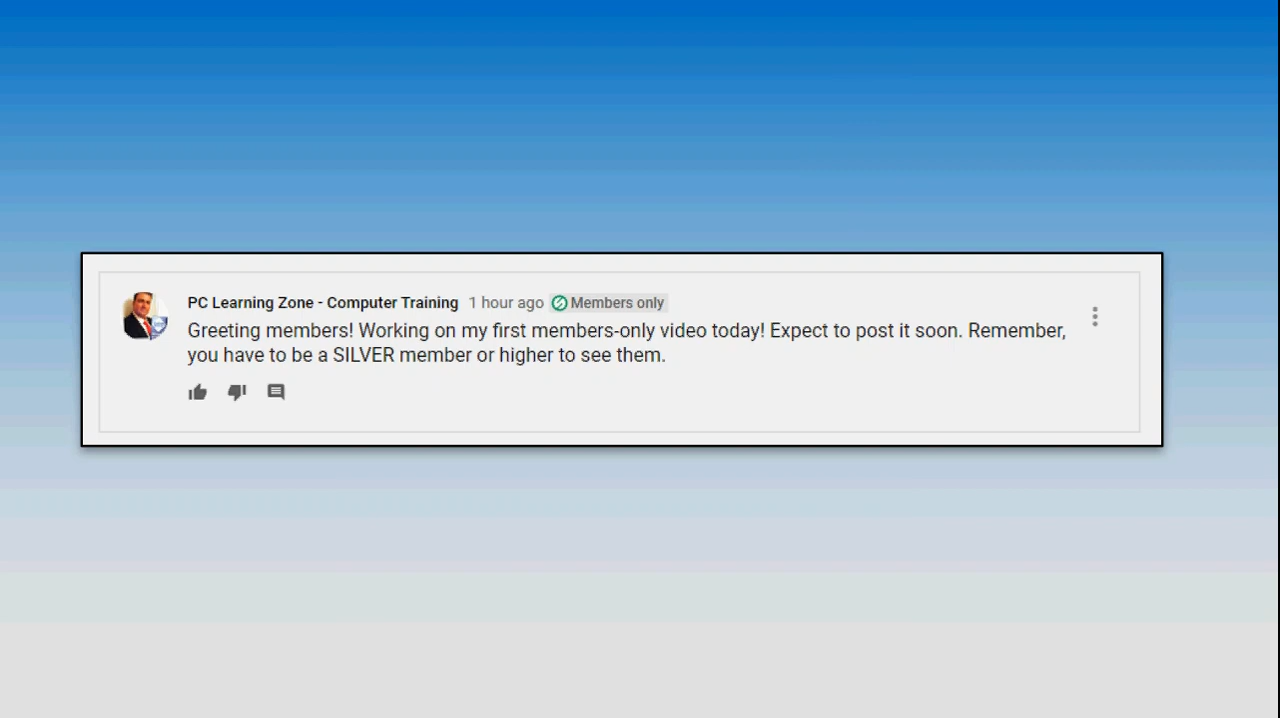 PC Learning Zone - Computer Training 1 hour ago Members only
Greeting members! Working on my first members-only video today! Expect to post it soon. Remember,
you have to be a SILVER member or higher to see them.